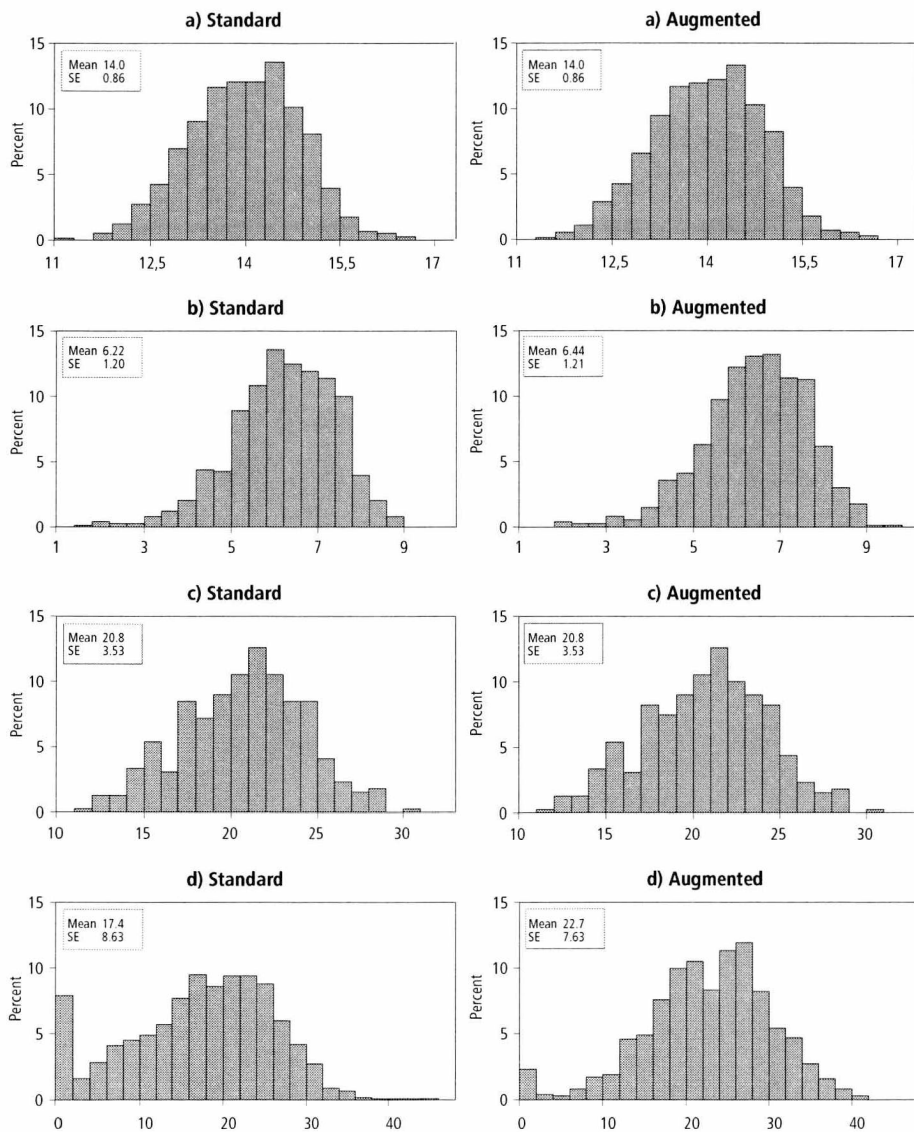 a) Standard
15
10
5
0
Percent
Mean 14.0
SE 0.86
11 12,5 14 15,5 17
a) Augmented
15
10
5
0
Percent
Mean 14.0
SE 0.86
11 12,5 14 15,5 17
b) Standard
15
10
5
0
Percent
Mean 6.22
SE 1.20
1 3 5 7 9
b) Augmented
15
10
5
0
Percent
Mean 6.44
SE 1.21
1 3 5 7 9
c) Standard
15
10
5
0
Percent
Mean 20.8
SE 3.53
10 15 20 25 30
c) Augmented
15
10
5
0
Percent
Mean 20.8
SE 3.53
10 15 20 25 30
d) Standard
15
10
5
0
Percent
Mean 17.4
SE 8.63
0 10 20 30 40
d) Augmented
15
10
5
0
Percent
Mean 22.7
SE 7.63
0 10 20 30 40